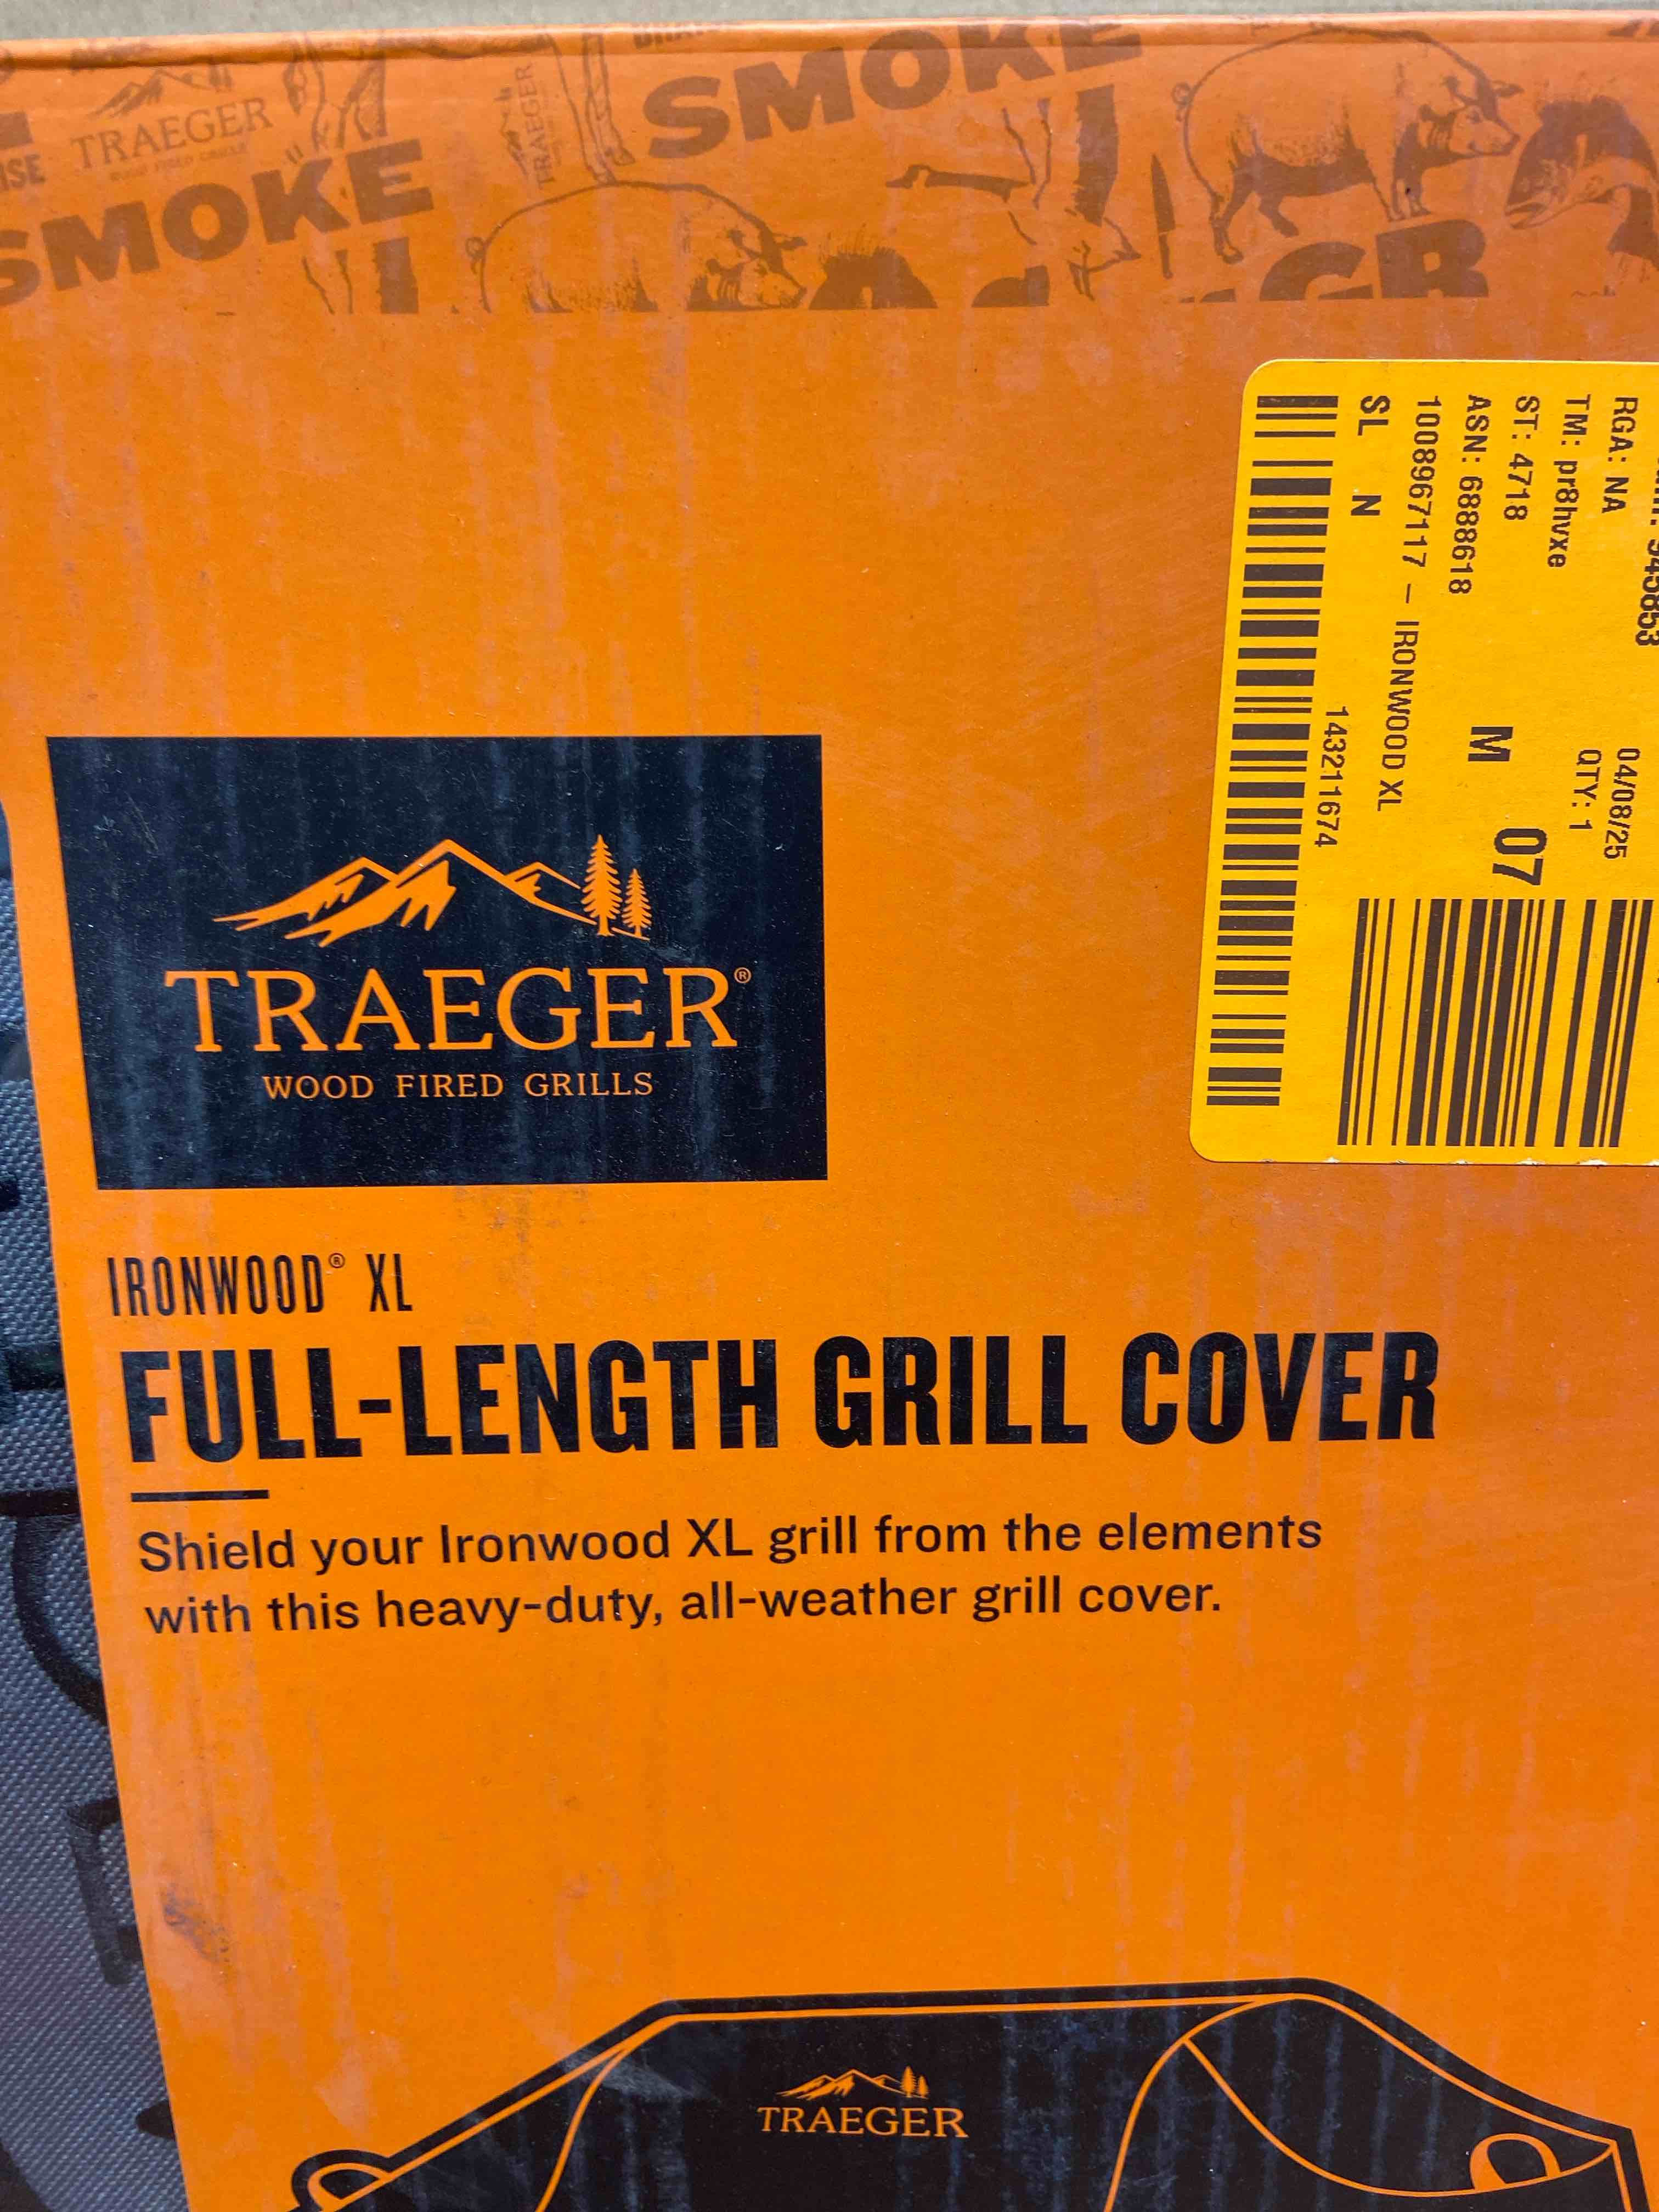 SMOKE
TRAEGER
TRAEGER
SMOKE
GR
RGA: NA
04/08/25
TM: pr8hvxe
QTY: 1
ST: 4718
07
ASN: 6888618
M
1008967117 – IRONWOOD XL
SL N
143211674
TRAEGER®
WOOD FIRED GRILLS
IRONWOOD® XL
FULL-LENGTH GRILL COVER
Shield your Ironwood XL grill from the elements
with this heavy-duty, all-weather grill cover.
TRAEGER